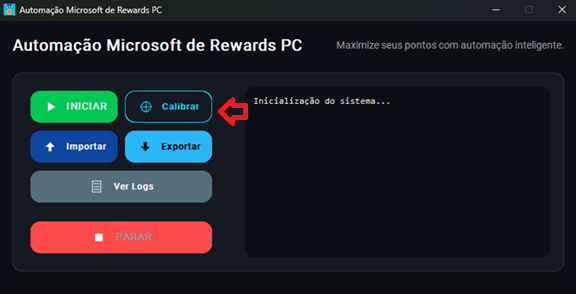 Automação Microsoft de Rewards PC
Automação Microsoft de Rewards PC
Maximize seus pontos com automação inteligente.
INICIAR
Calibrar
Inicialização do sistema...
Importar
Exportar
Ver Logs
PARAR